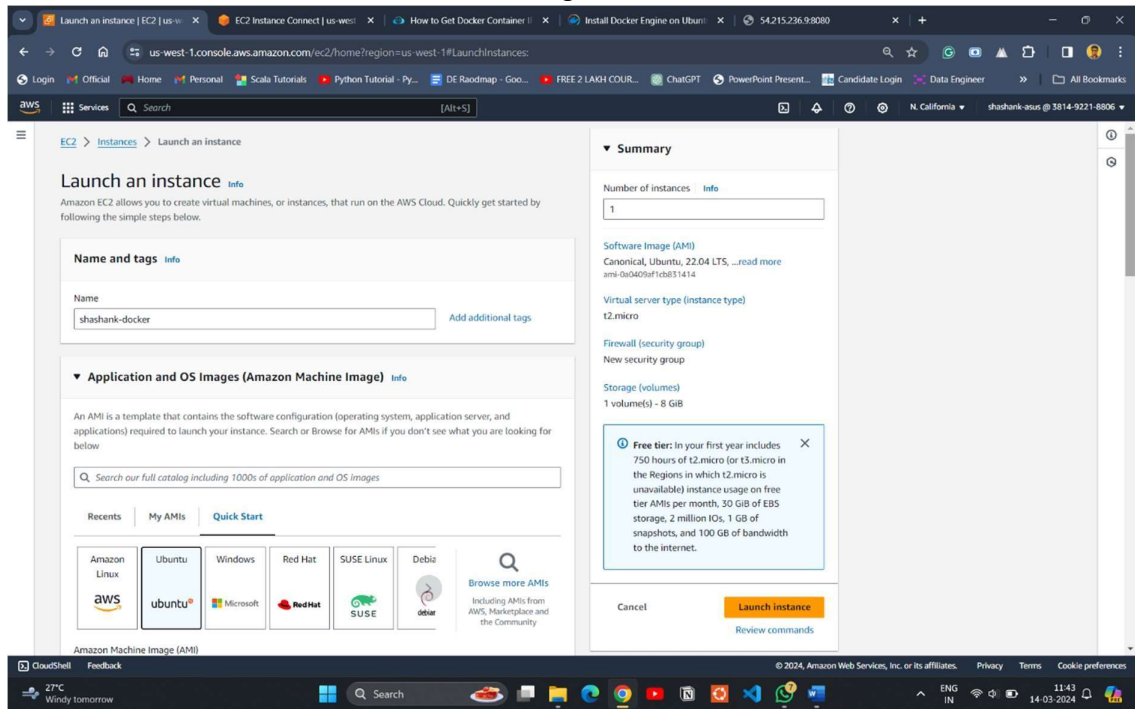 Launch an instance | EC2 | us-w
EC2 Instance Connect | us-west
How to Get Docker Container I
Install Docker Engine on Ubunt
54.215.236.9:8080
us-west-1.console.aws.amazon.com/ec2/home?region=us-west-1#LaunchInstances:
Login
Official
Home
Personal
Scala Tutorials
Python Tutorial - Py...
DE Raodmap - Goo...
FREE 2 LAKH COUR...
ChatGPT
PowerPoint Present...
Candidate Login
Data Engineer
»
All Bookmarks
aws
Services
Search
[Alt+S]
N. California
shashank-asus @ 3814-9221-8806
EC2 > Instances > Launch an instance
Launch an instance Info
Amazon EC2 allows you to create virtual machines, or instances, that run on the AWS Cloud. Quickly get started by
following the simple steps below.
Name and tags Info
Name
shashank-docker
Add additional tags
Application and OS Images (Amazon Machine Image) Info
An AMI is a template that contains the software configuration (operating system, application server, and
applications) required to launch your instance. Search or Browse for AMIs if you don't see what you are looking for
below
Search our full catalog including 1000s of application and OS images
Recents
My AMIs
Quick Start
Amazon
Linux
aws
Ubuntu
ubuntu®
Windows
Microsoft
Red Hat
Red Hat
SUSE Linux
SUSE
Debia
debian
Browse more AMIs
Including AMIs from
AWS, Marketplace and
the Community
Amazon Machine Image (AMI)
Summary
Number of instances Info
1
Software Image (AMI)
Canonical, Ubuntu, 22.04 LTS, ...read more
ami-0a0409af1cb831414
Virtual server type (instance type)
t2.micro
Firewall (security group)
New security group
Storage (volumes)
1 volume(s) - 8 GiB
Free tier: In your first year includes
750 hours of t2.micro (or t3.micro in
the Regions in which t2.micro is
unavailable) instance usage on free
tier AMIs per month, 30 GiB of EBS
storage, 2 million IOs, 1 GB of
snapshots, and 100 GB of bandwidth
to the internet.
Cancel
Launch instance
Review commands
CloudShell
Feedback
© 2024, Amazon Web Services, Inc. or its affiliates.
Privacy
Terms
Cookie preferences
27°C
Windy tomorrow
Search
ENG
IN
11:43
14-03-2024